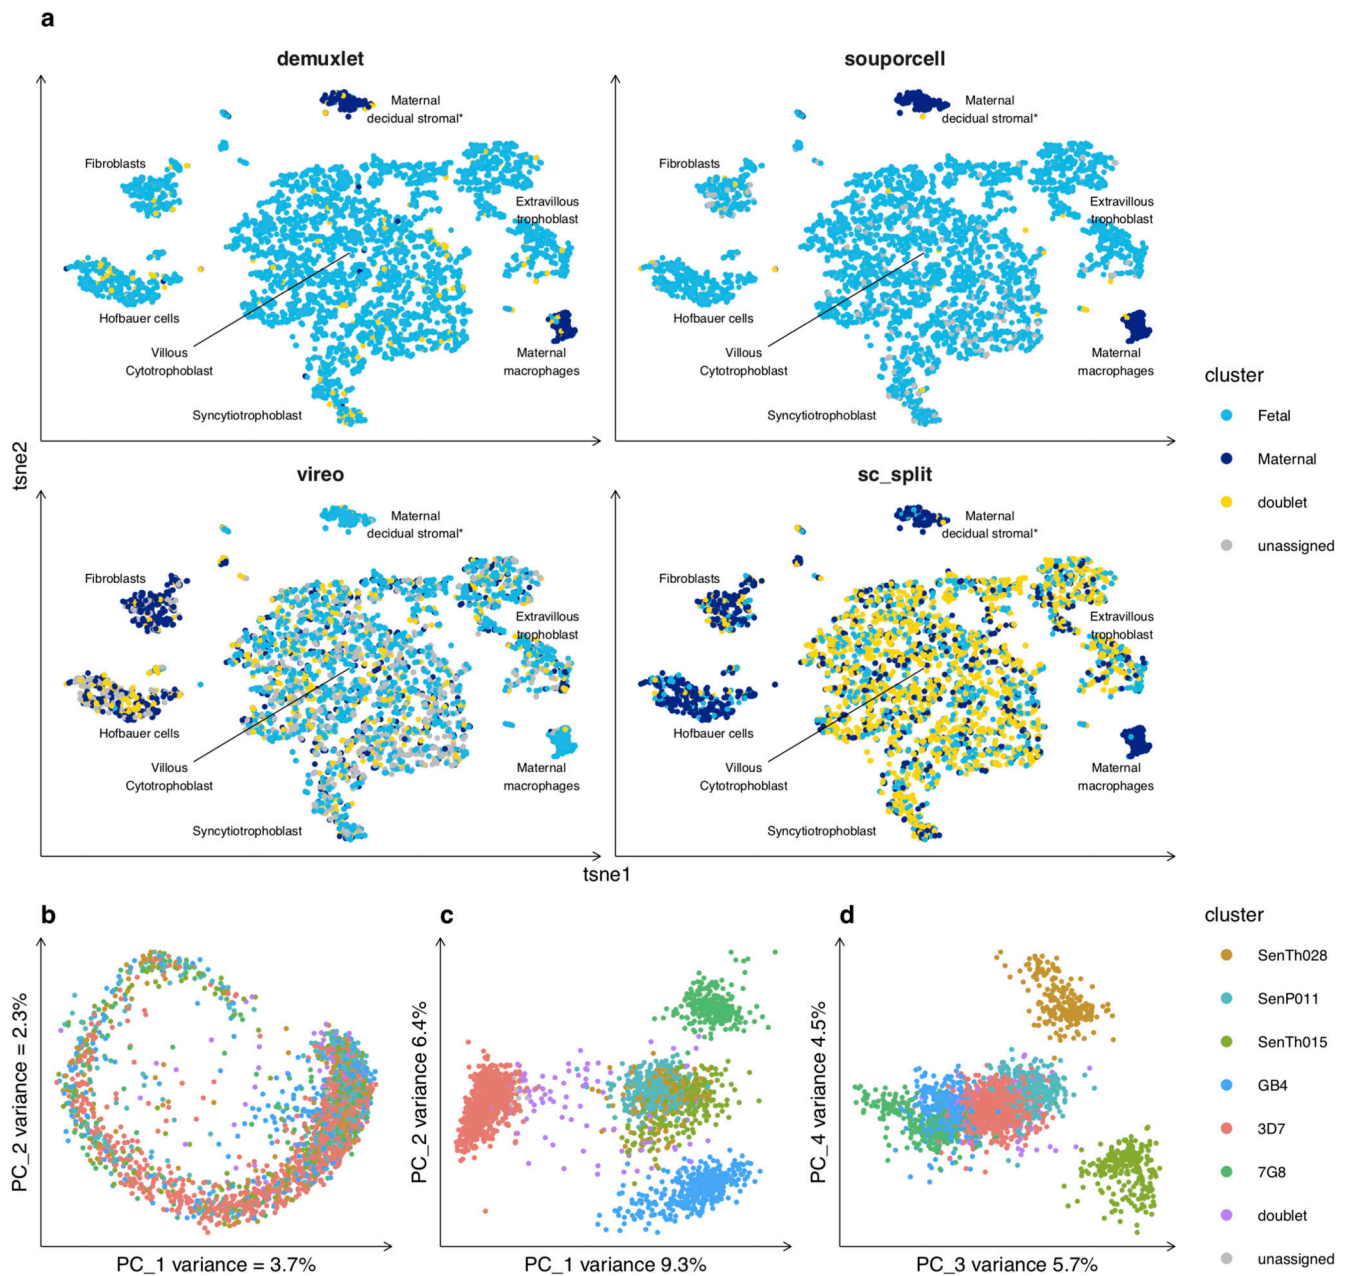 a
demuxlet
souporcell
Maternal
decidual stromal*
Fibroblasts
Extravillous
trophoblast
Hofbauer cells
Villous
Cytotrophoblast
Maternal
macrophages
Syncytiotrophoblast
Maternal
decidual stromal*
Fibroblasts
Extravillous
trophoblast
Hofbauer cells
Villous
Cytotrophoblast
Maternal
macrophages
Syncytiotrophoblast
cluster
Fetal
Maternal
doublet
unassigned
tsne2
vireo
sc_split
Maternal
decidual stromal*
Fibroblasts
Extravillous
trophoblast
Hofbauer cells
Villous
Cytotrophoblast
Maternal
macrophages
Syncytiotrophoblast
Maternal
decidual stromal*
Fibroblasts
Extravillous
trophoblast
Hofbauer cells
Villous
Cytotrophoblast
Maternal
macrophages
Syncytiotrophoblast
tsne1
b
PC_2 variance = 2.3%
PC_1 variance = 3.7%
c
PC_2 variance 6.4%
PC_1 variance 9.3%
d
PC_4 variance 4.5%
PC_3 variance 5.7%
cluster
SenTh028
SenP011
SenTh015
GB4
3D7
7G8
doublet
unassigned